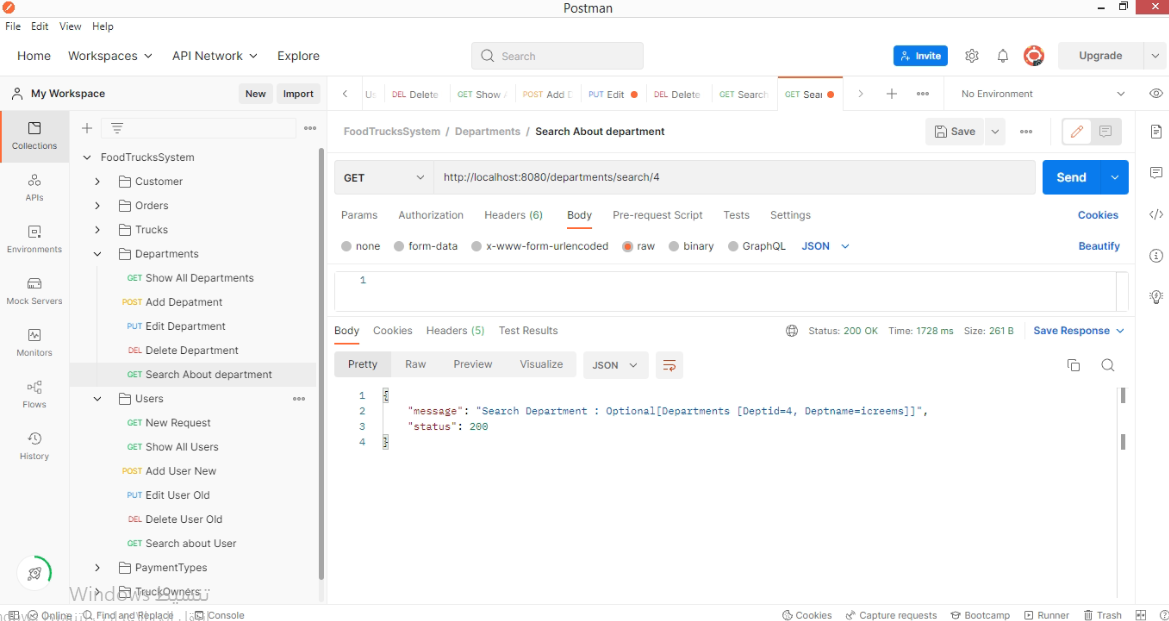 Postman
File Edit View Help
Home Workspaces API Network Explore
Search
Invite
Upgrade
My Workspace
New
Import
DEL Delete
GET Show
POST Add
PUT Edit
DEL Delete
GET Search
GET Sear
No Environment
Collections
APIs
Environments
Mock Servers
Monitors
Flows
History
FoodTrucksSystem
Customer
Orders
Trucks
Departments
GET Show All Departments
POST Add Depatment
PUT Edit Department
DEL Delete Department
GET Search About department
Users
GET New Request
GET Show All Users
POST Add User New
PUT Edit User Old
DEL Delete User Old
GET Search about User
PaymentTypes
TruckOwners
FoodTrucksSystem / Departments / Search About department
Save
GET http://localhost:8080/departments/search/4
Send
Params Authorization Headers (6) Body Pre-request Script Tests Settings
Cookies
none form-data x-www-form-urlencoded raw binary GraphQL JSON
Beautify
1
Body Cookies Headers (5) Test Results
Status: 200 OK Time: 1728 ms Size: 261 B Save Response
Pretty Raw Preview Visualize JSON
1 {
2 "message": "Search Department : Optional[Departments [Deptid=4, Deptname=icreems]]",
3 "status": 200
4 }
تنشيط Windows
Online Find and Replace Console
Cookies Capture requests Bootcamp Runner Trash